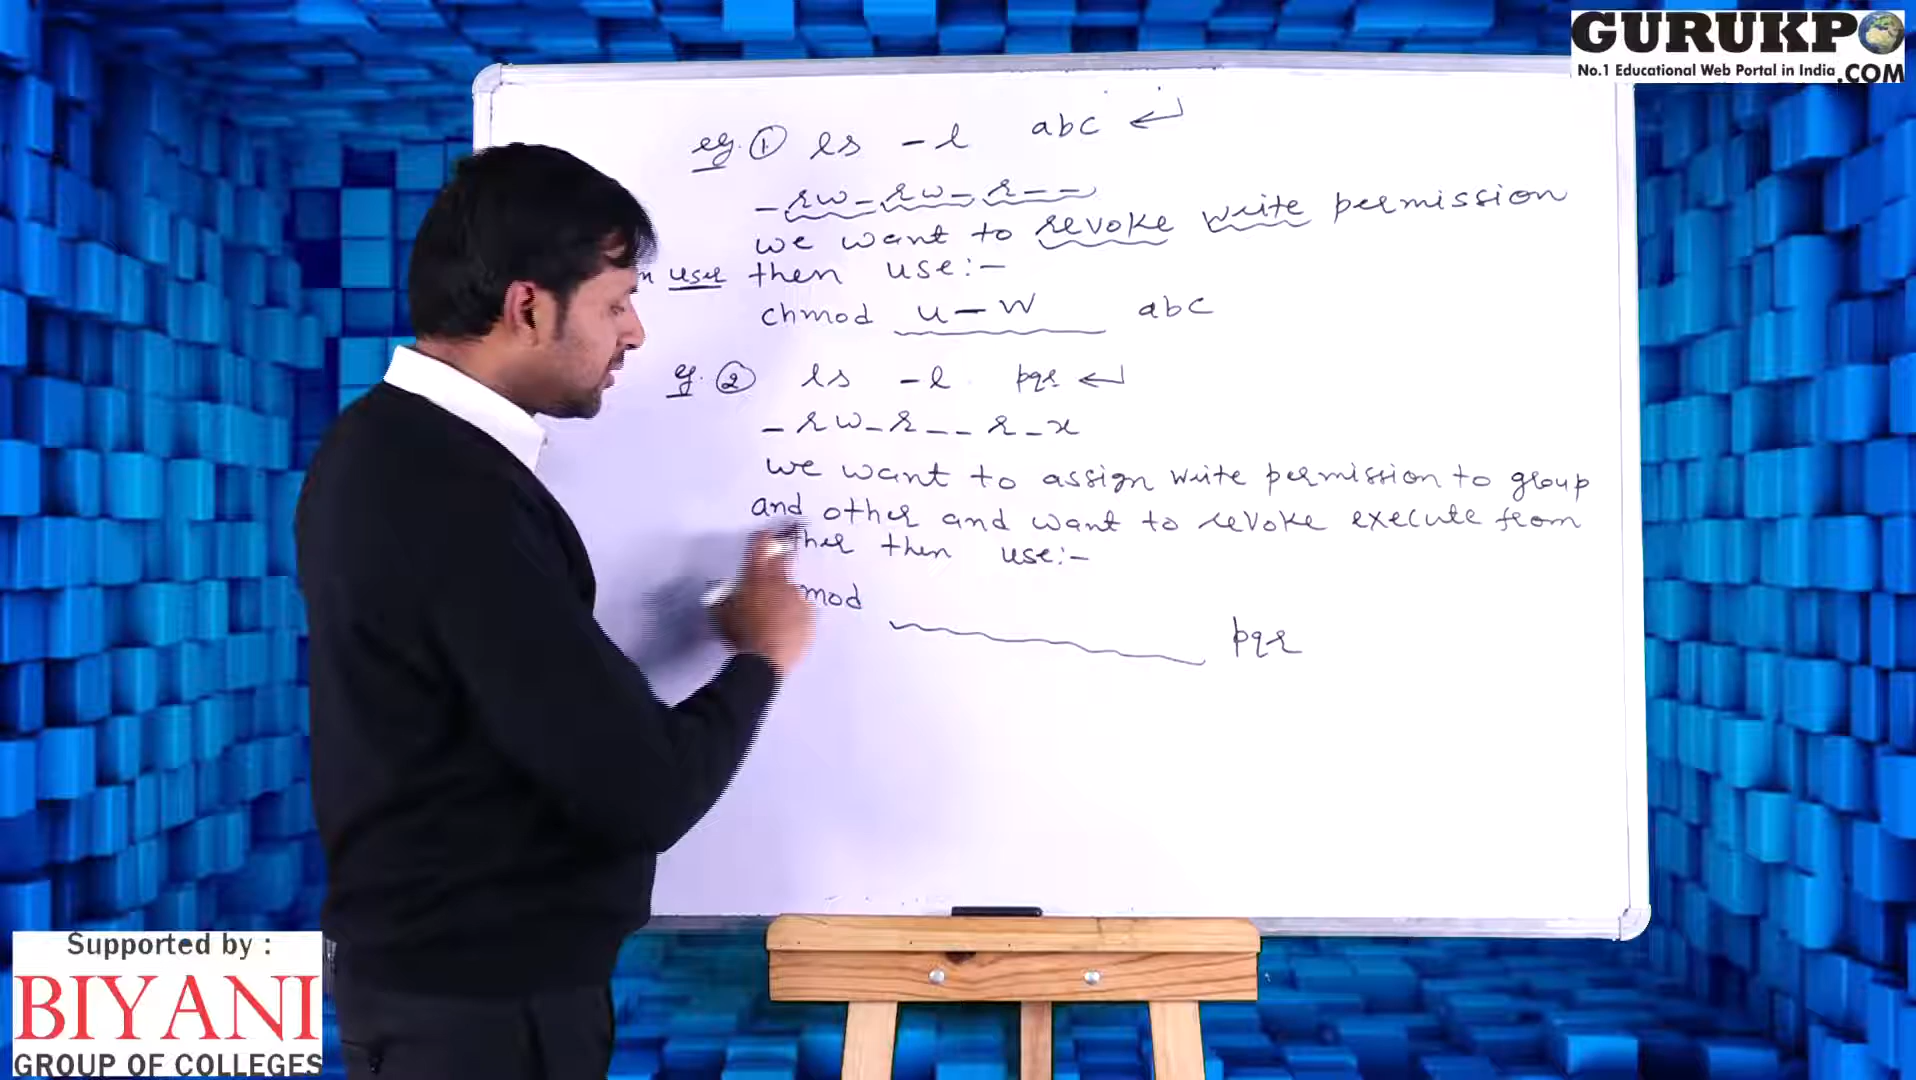 GURUKPO
No.1 Educational Web Portal in India .COM
eg. ① ls -l abc ↵
-rw-rw-r--
we want to revoke write permission
user then use:-
chmod u-w abc
eg. ② ls -l pqr ↵
-rw-r--r-x
we want to assign write permission to group
and other and want to revoke execute from
ther then use:-
mod
pqr
Supported by :
BIYANI
GROUP OF COLLEGES